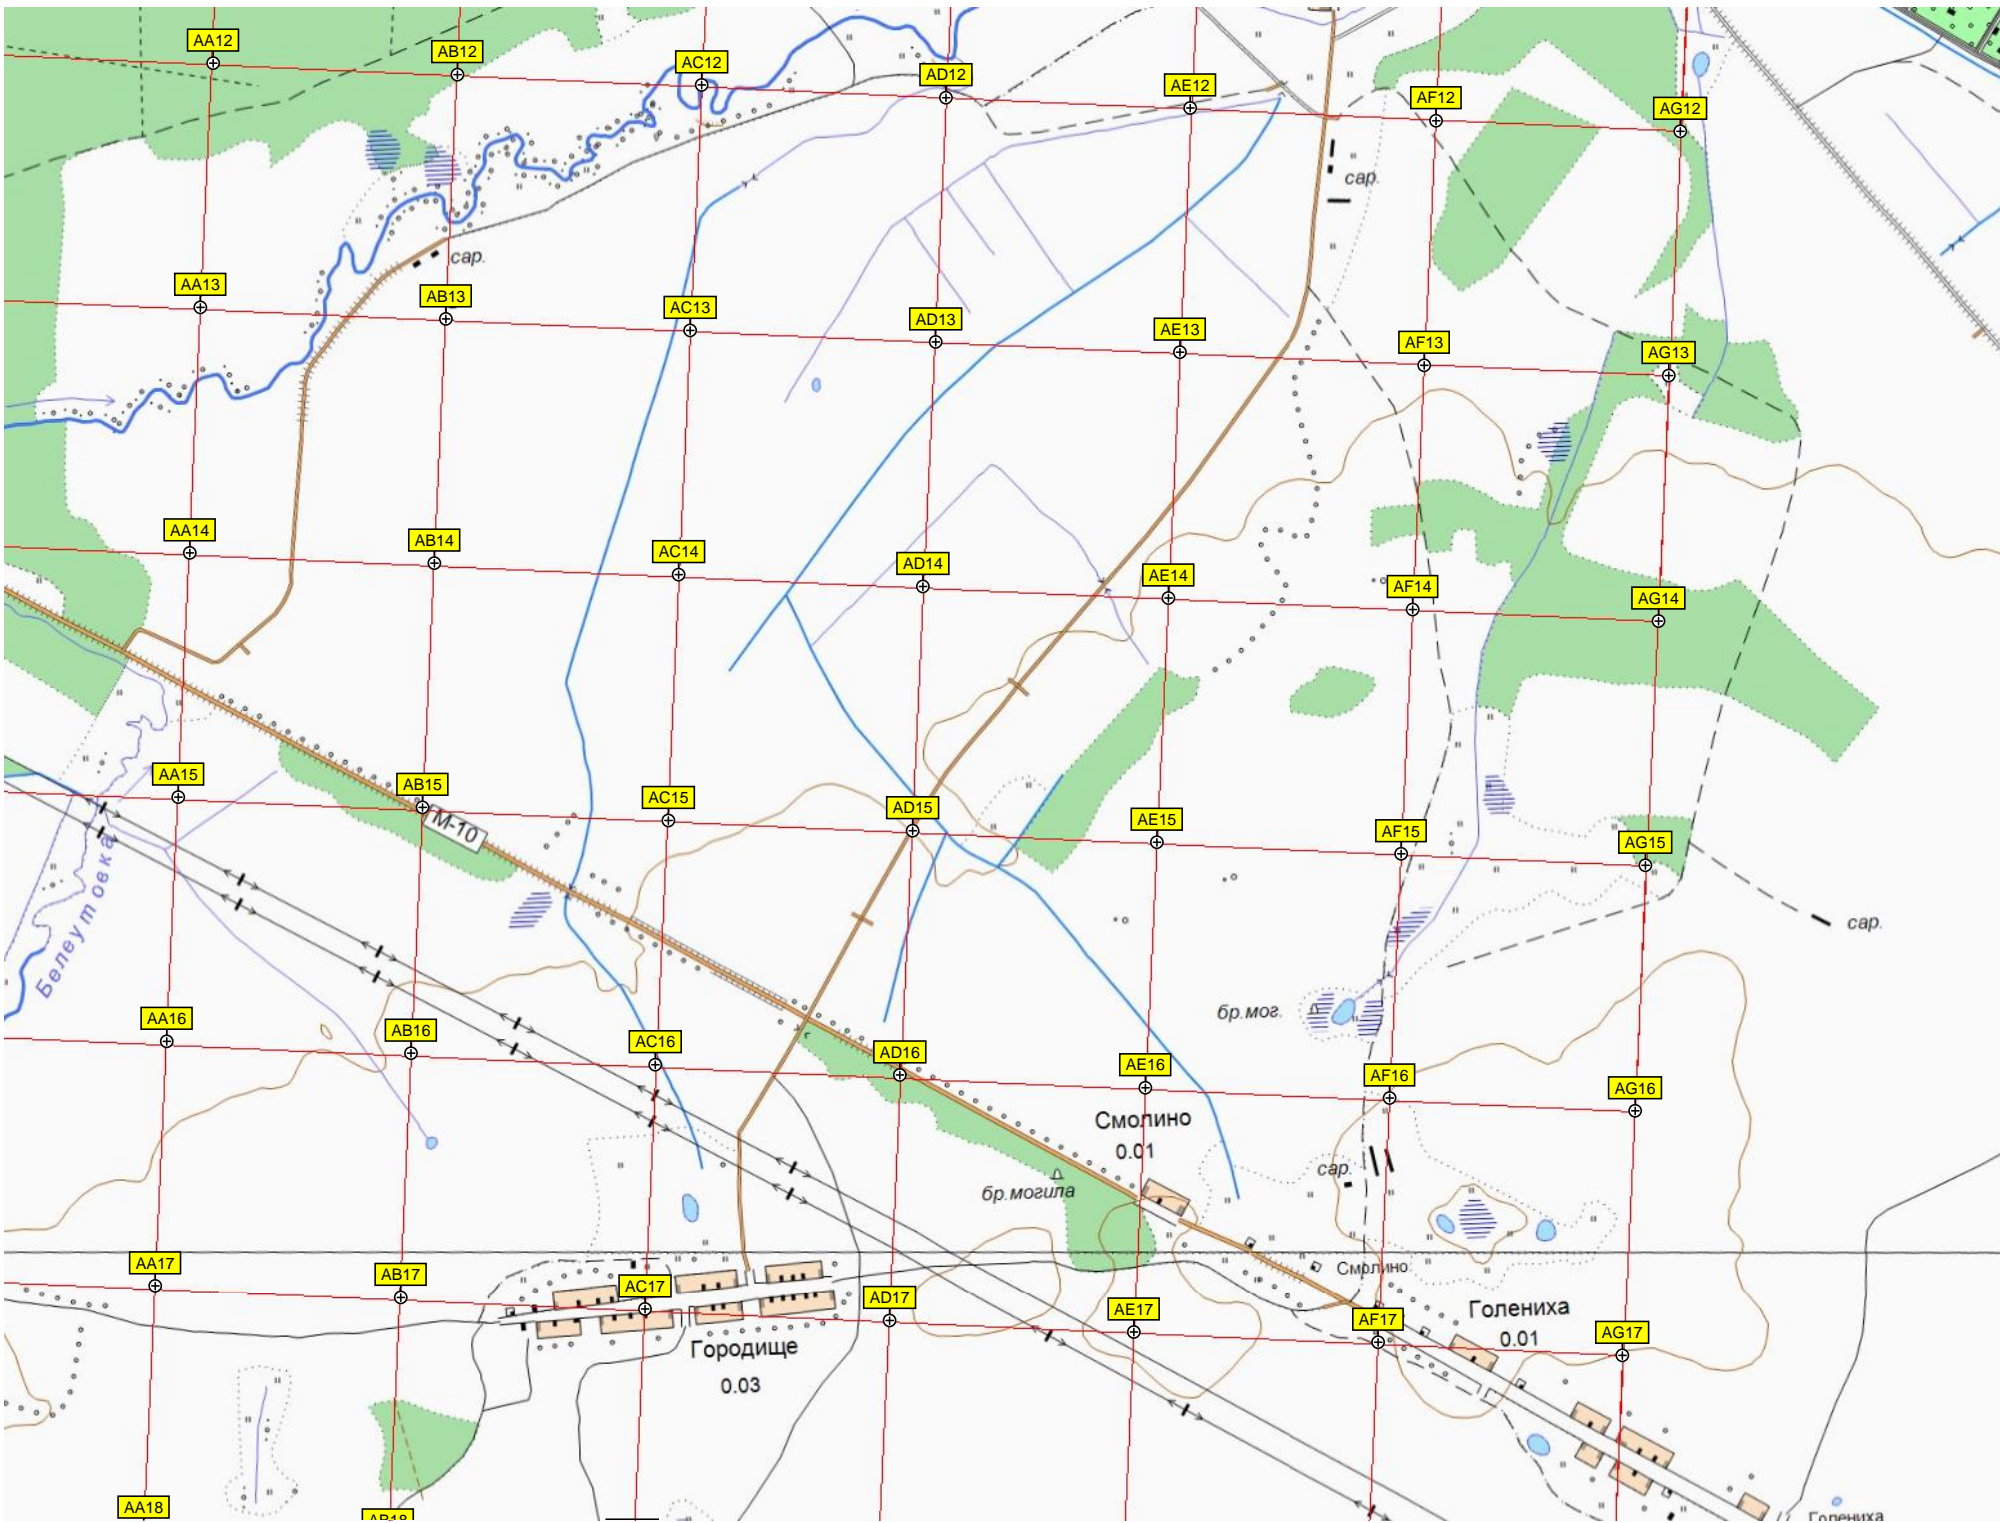 AA12
AB12
AC12
AD12
AE12
AF12
AG12
сар.
сар.
AA13
AB13
AC13
AD13
AE13
AF13
AG13
AA14
AB14
AC14
AD14
AE14
AF14
AG14
AA15
AB15
AC15
AD15
AE15
AF15
AG15
М-10
Белеутовка
сар.
бр.мог.
AA16
AB16
AC16
AD16
AE16
AF16
AG16
Смолино
0.01
сар.
бр.могила
AA17
AB17
AC17
AD17
AE17
AF17
AG17
Смолино
Голениха
0.01
Городище
0.03
AA18
AB18
Голениха